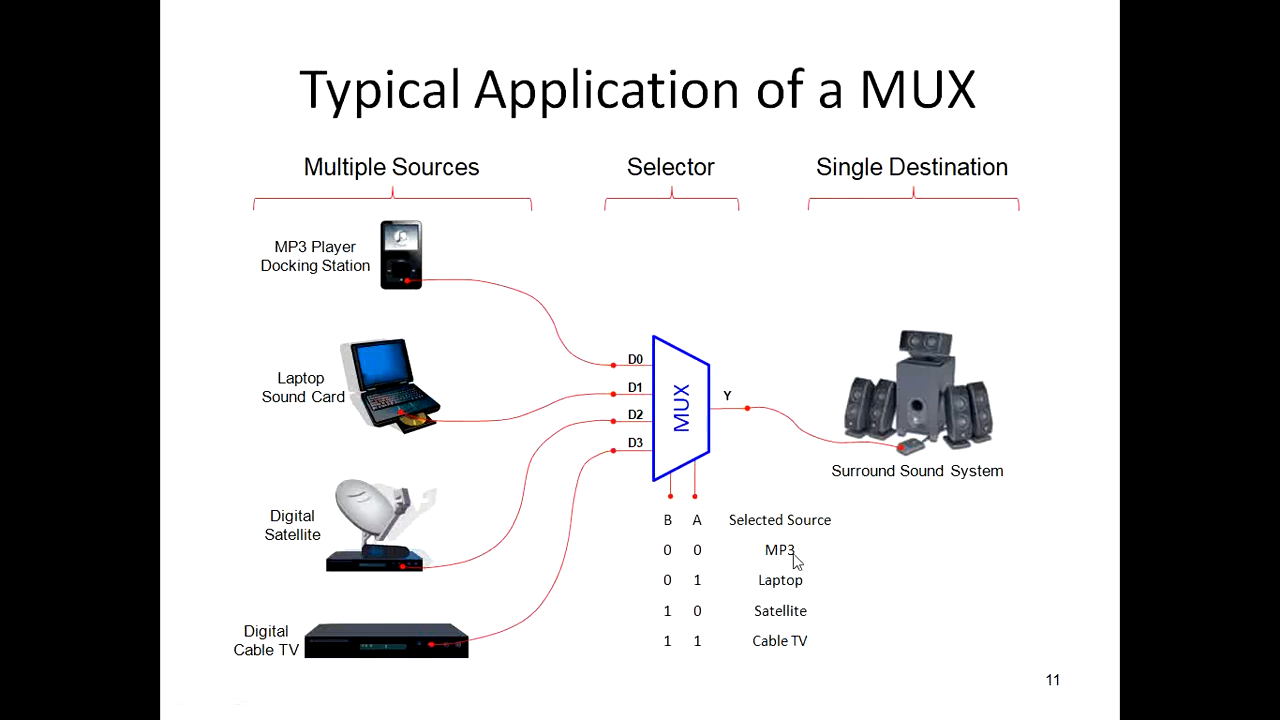 Typical Application of a MUX
Multiple Sources
Selector
Single Destination
MP3 Player
Docking Station
Laptop
Sound Card
Digital
Satellite
Digital
Cable TV
D0
D1
D2
D3
MUX
Y
Surround Sound System
B A Selected Source
0 0 MP3
0 1 Laptop
1 0 Satellite
1 1 Cable TV
11